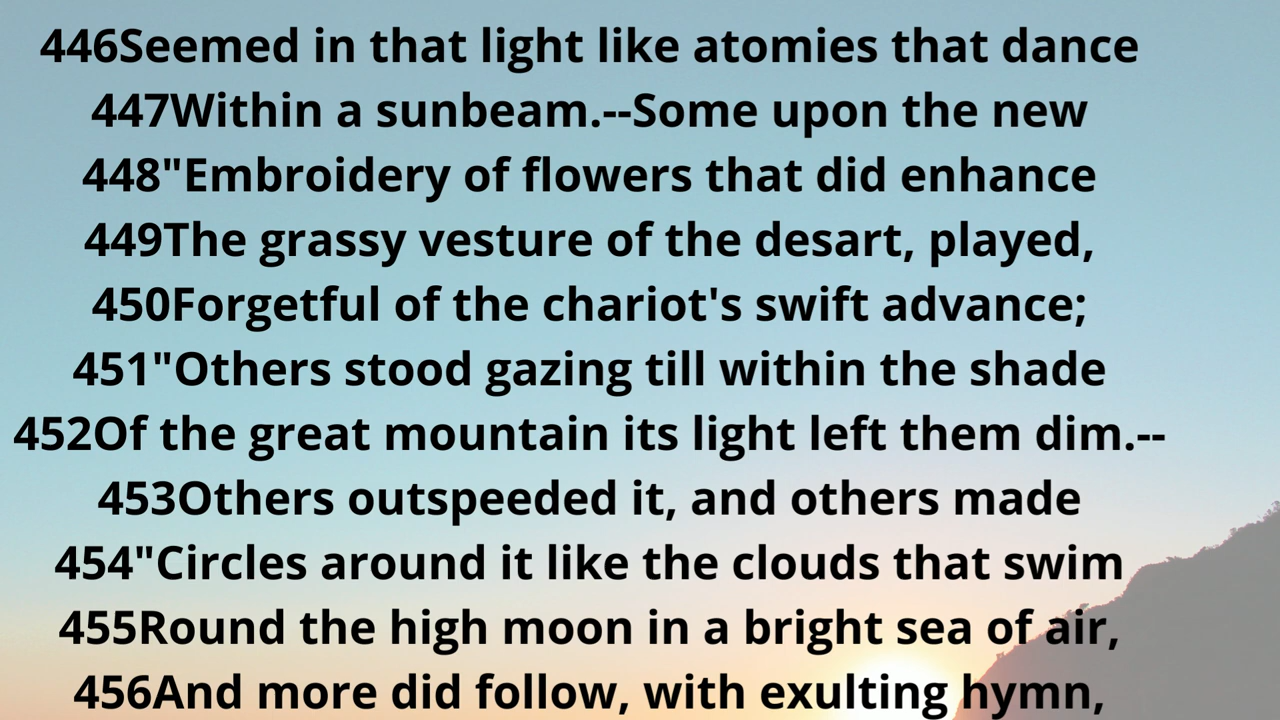 446Seemed in that light like atomies that dance
447Within a sunbeam.--Some upon the new
448"Embroidery of flowers that did enhance
449The grassy vesture of the desart, played,
450Forgetful of the chariot's swift advance;
451"Others stood gazing till within the shade
452Of the great mountain its light left them dim.--
453Others outspeeded it, and others made
454"Circles around it like the clouds that swim
455Round the high moon in a bright sea of air,
456And more did follow, with exulting hymn,